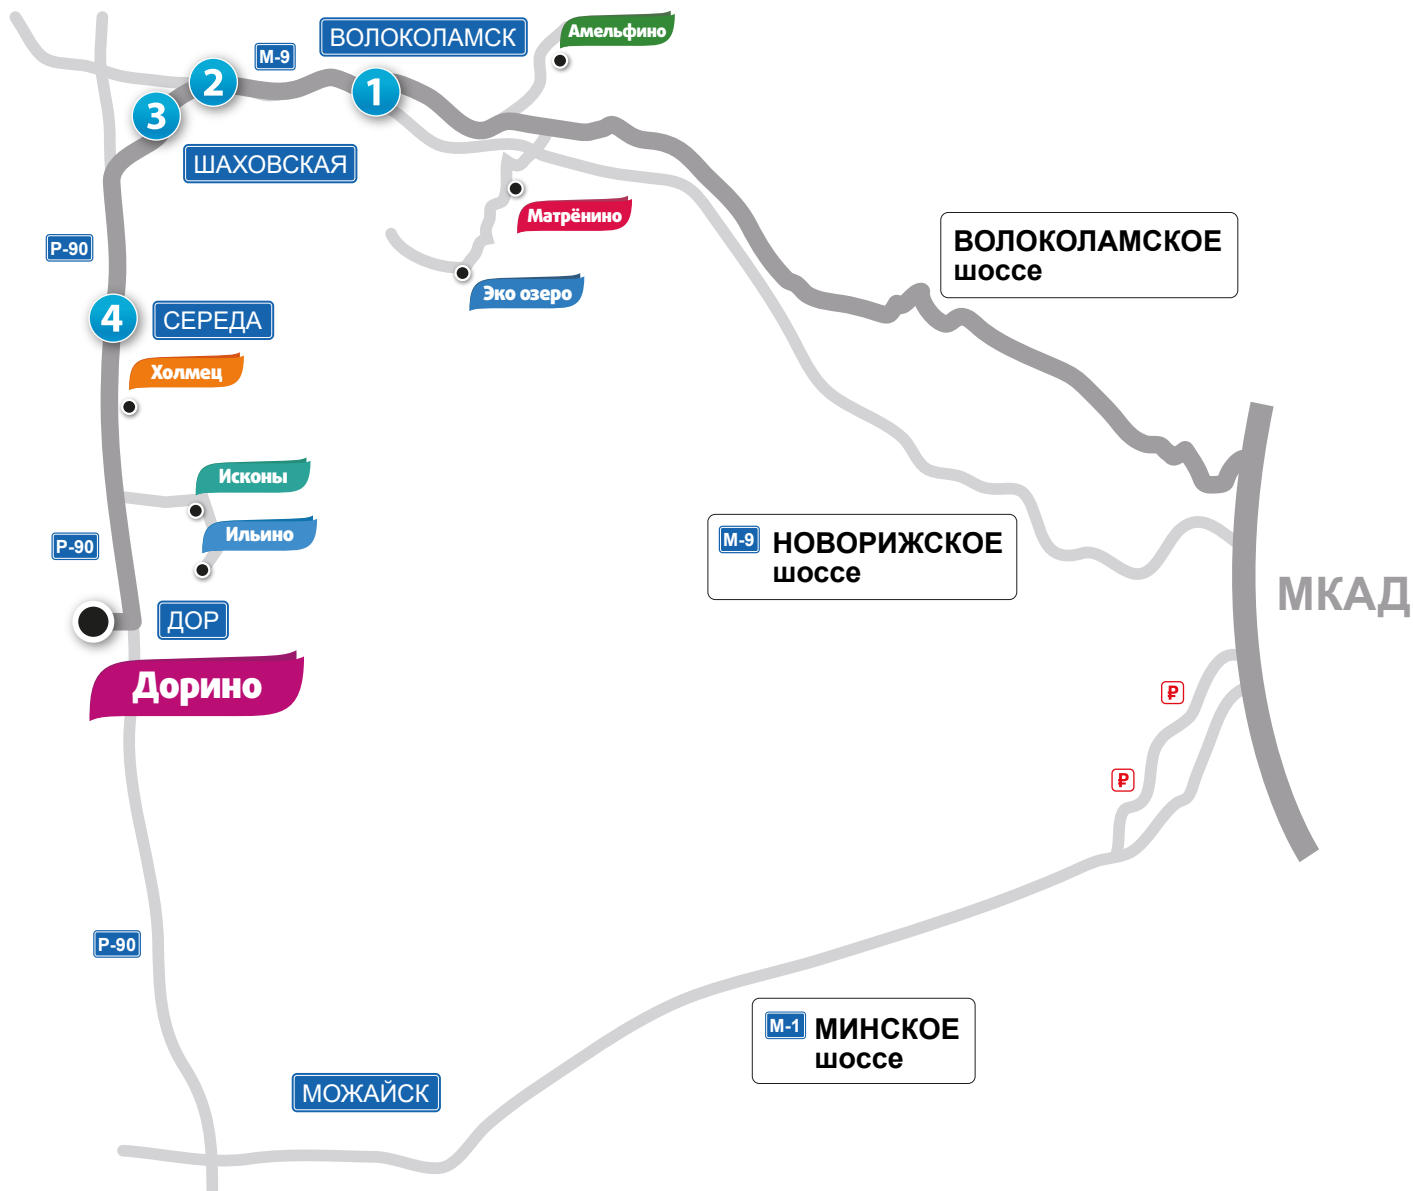 ВОЛОКОЛАМСК
Амельфино
М-9
2
1
3
ШАХОВСКАЯ
Матрёнино
Р-90
ВОЛОКОЛАМСКОЕ
шоссе
Эко озеро
4
СЕРЕДА
Холмец
Исконы
Ильино
Р-90
М-9
НОВОРИЖСКОЕ
шоссе
МКАД
ДОР
Дорино
₽
₽
Р-90
М-1
МИНСКОЕ
шоссе
МОЖАЙСК